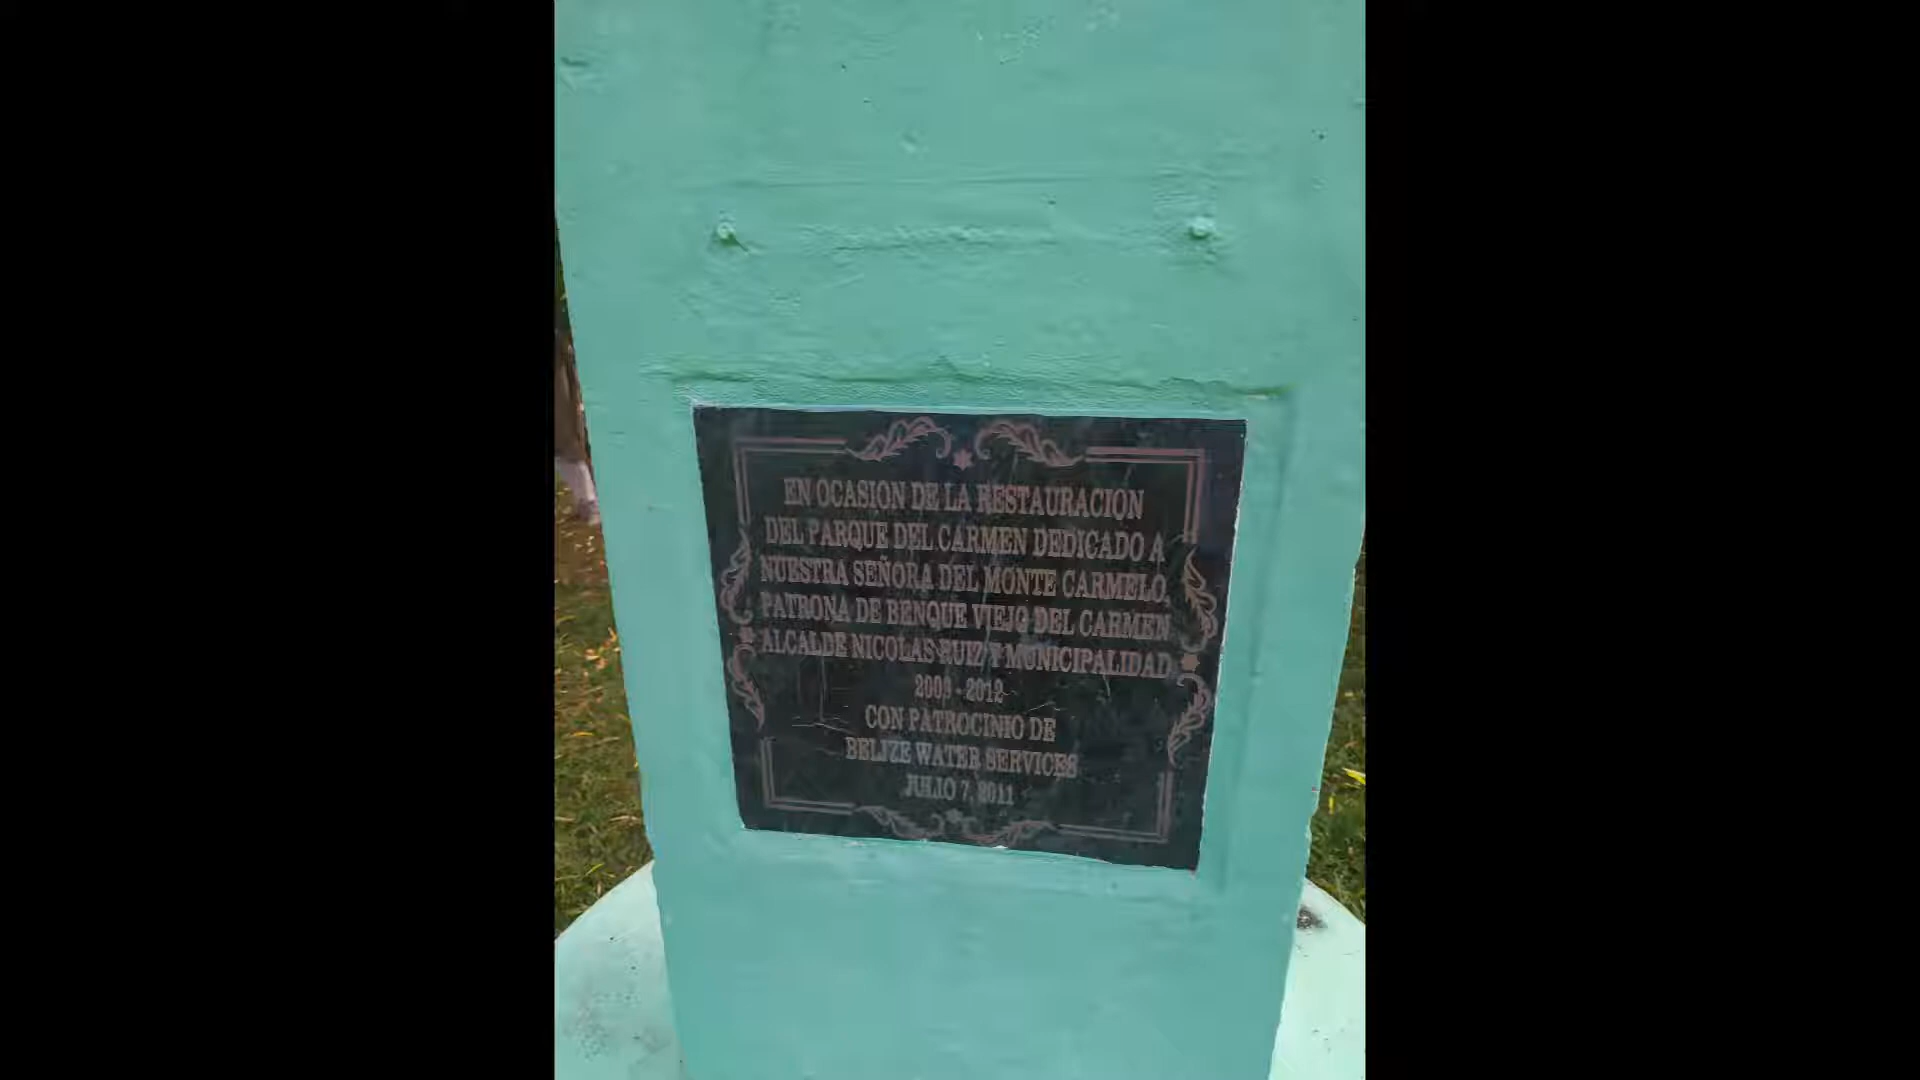 EN OCASION DE LA RESTAURACION
DEL PARQUE DEL CARMEN DEDICADO A
NUESTRA SEÑORA DEL MONTE CARMELO,
PATRONA DE BENQUE VIEJO DEL CARMEN
ALCALDE NICOLAS RUIZ Y MUNICIPALIDAD
2009 - 2012
CON PATROCINIO DE
BELIZE WATER SERVICES
JULIO 7, 2011